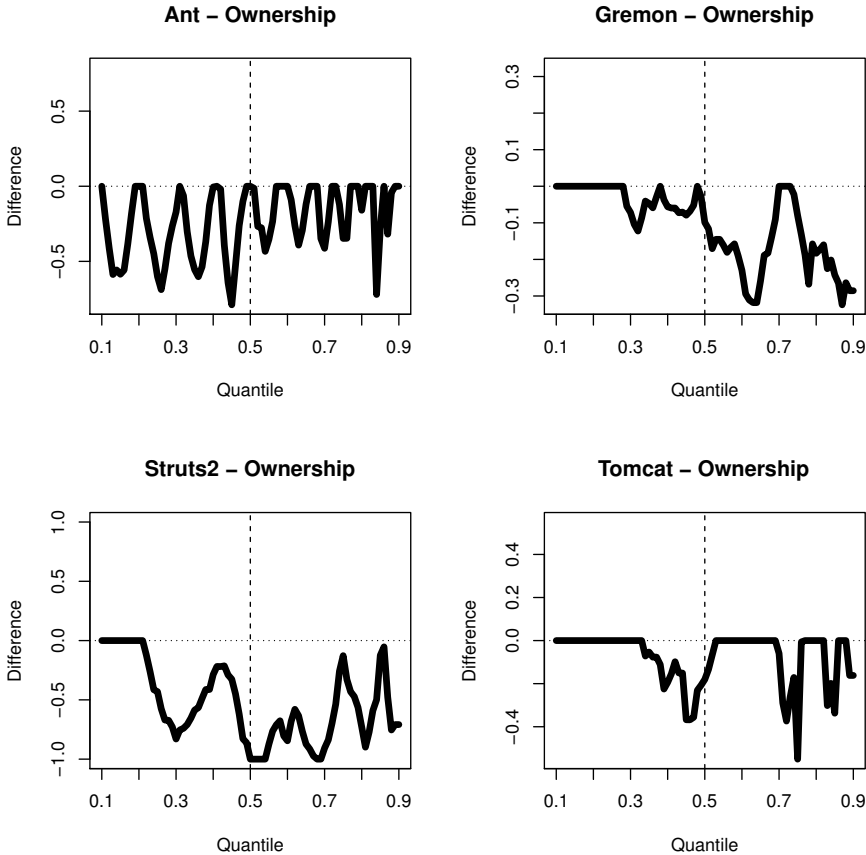 Ant − Ownership
Difference
0.5
0.0
−0.5
0.1 0.3 0.5 0.7 0.9
Quantile
Gremon − Ownership
Difference
0.3
0.1
−0.1
−0.3
0.1 0.3 0.5 0.7 0.9
Quantile
Struts2 − Ownership
Difference
1.0
0.5
0.0
−0.5
−1.0
0.1 0.3 0.5 0.7 0.9
Quantile
Tomcat − Ownership
Difference
0.4
0.2
0.0
−0.4
0.1 0.3 0.5 0.7 0.9
Quantile